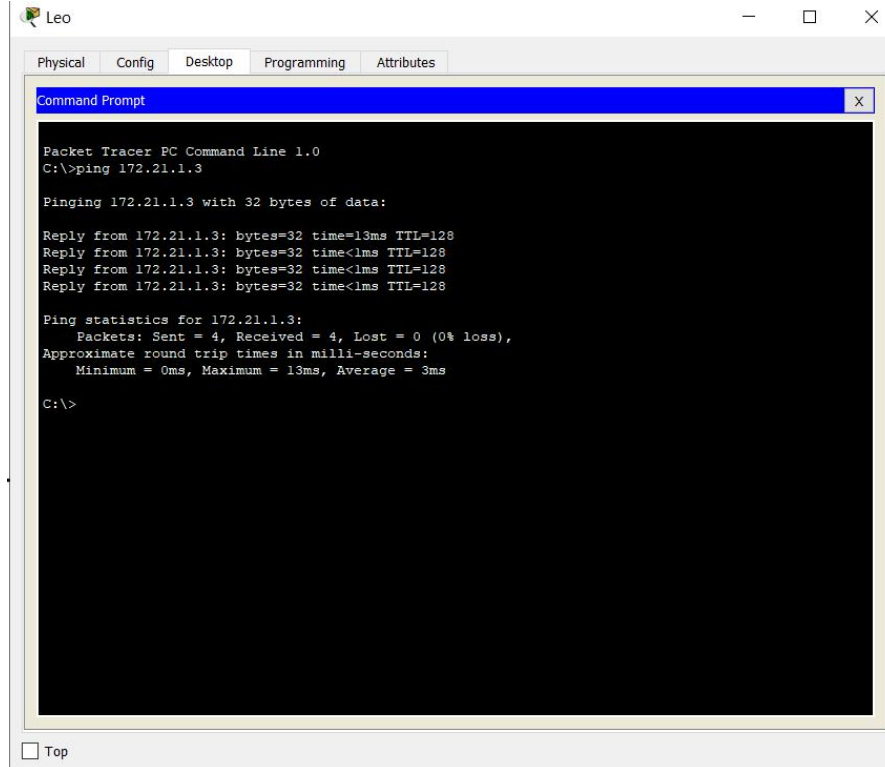 Leo
Physical Config Desktop Programming Attributes
Command Prompt X
Packet Tracer PC Command Line 1.0
C:\>ping 172.21.1.3
Pinging 172.21.1.3 with 32 bytes of data:
Reply from 172.21.1.3: bytes=32 time=13ms TTL=128
Reply from 172.21.1.3: bytes=32 time<1ms TTL=128
Reply from 172.21.1.3: bytes=32 time<1ms TTL=128
Reply from 172.21.1.3: bytes=32 time<1ms TTL=128
Ping statistics for 172.21.1.3:
Packets: Sent = 4, Received = 4, Lost = 0 (0% loss),
Approximate round trip times in milli-seconds:
Minimum = 0ms, Maximum = 13ms, Average = 3ms
C:\>
Top